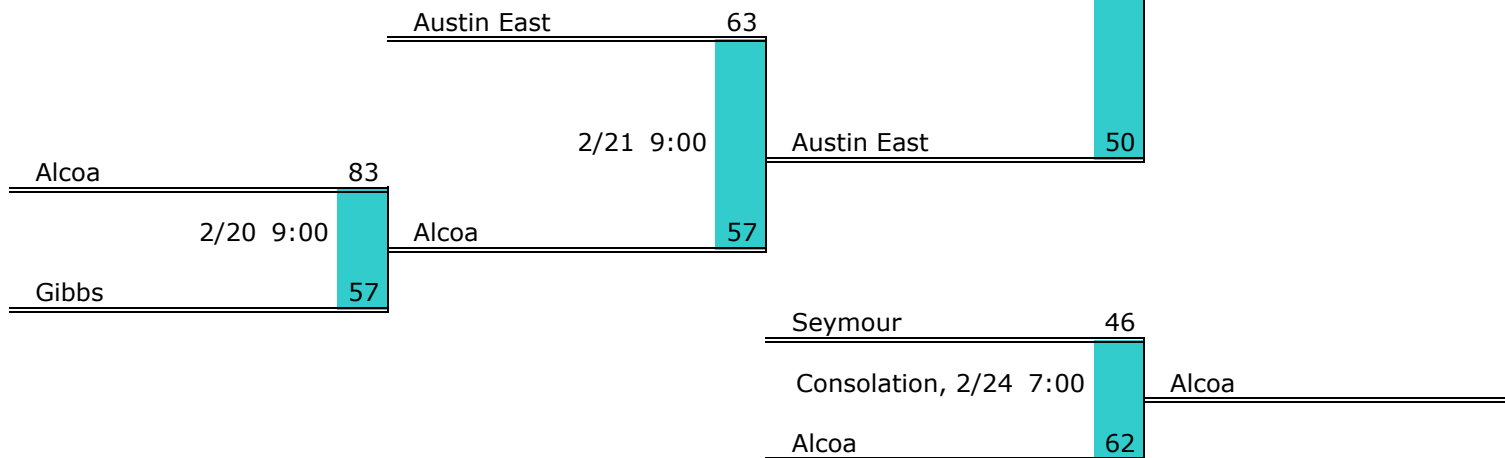 Austin East 63
2/21 9:00 Austin East 50
Alcoa 83
2/20 9:00 Alcoa 57
Gibbs 57
Seymour 46
Consolation, 2/24 7:00 Alcoa
Alcoa 62